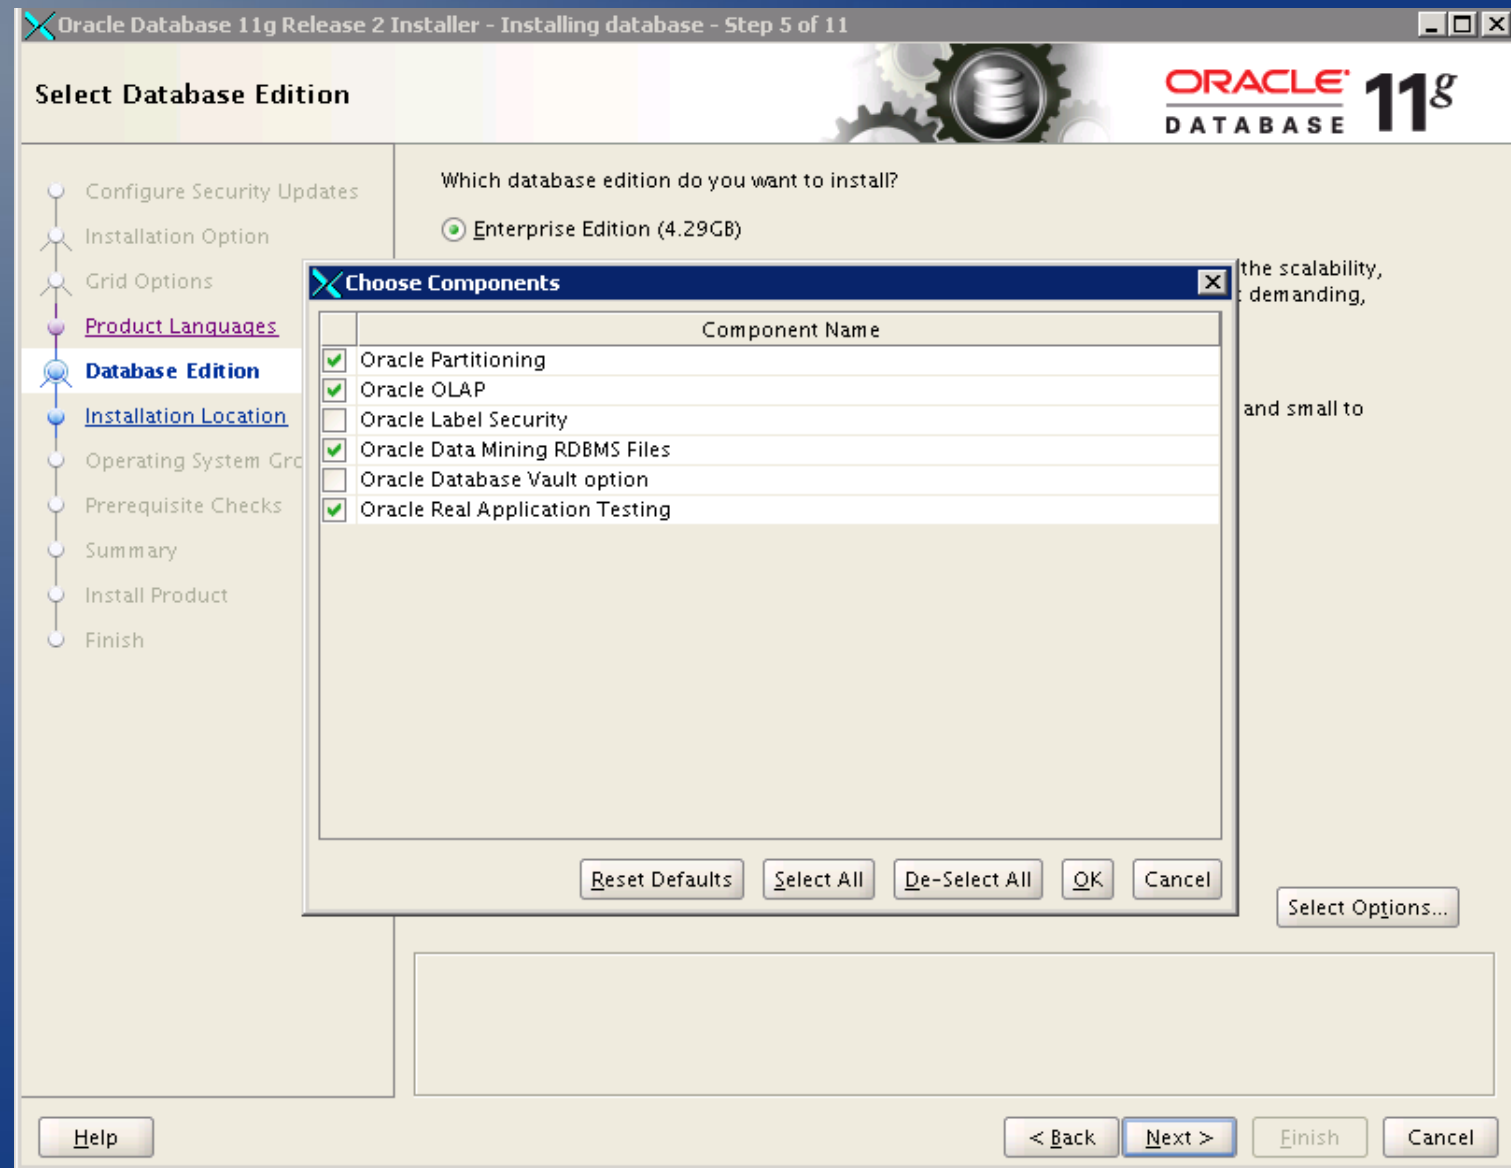 Oracle Database 11g Release 2 Installer - Installing database - Step 5 of 11
Select Database Edition
ORACLE
DATABASE
11g
Configure Security Updates
Installation Option
Grid Options
Product Languages
Database Edition
Installation Location
Operating System Gro
Prerequisite Checks
Summary
Install Product
Finish
Which database edition do you want to install?
Enterprise Edition (4.29GB)
the scalability,
demanding,
and small to
Choose Components
Component Name
Oracle Partitioning
Oracle OLAP
Oracle Label Security
Oracle Data Mining RDBMS Files
Oracle Database Vault option
Oracle Real Application Testing
Reset Defaults
Select All
De-Select All
OK
Cancel
Select Options...
Help
< Back
Next >
Finish
Cancel